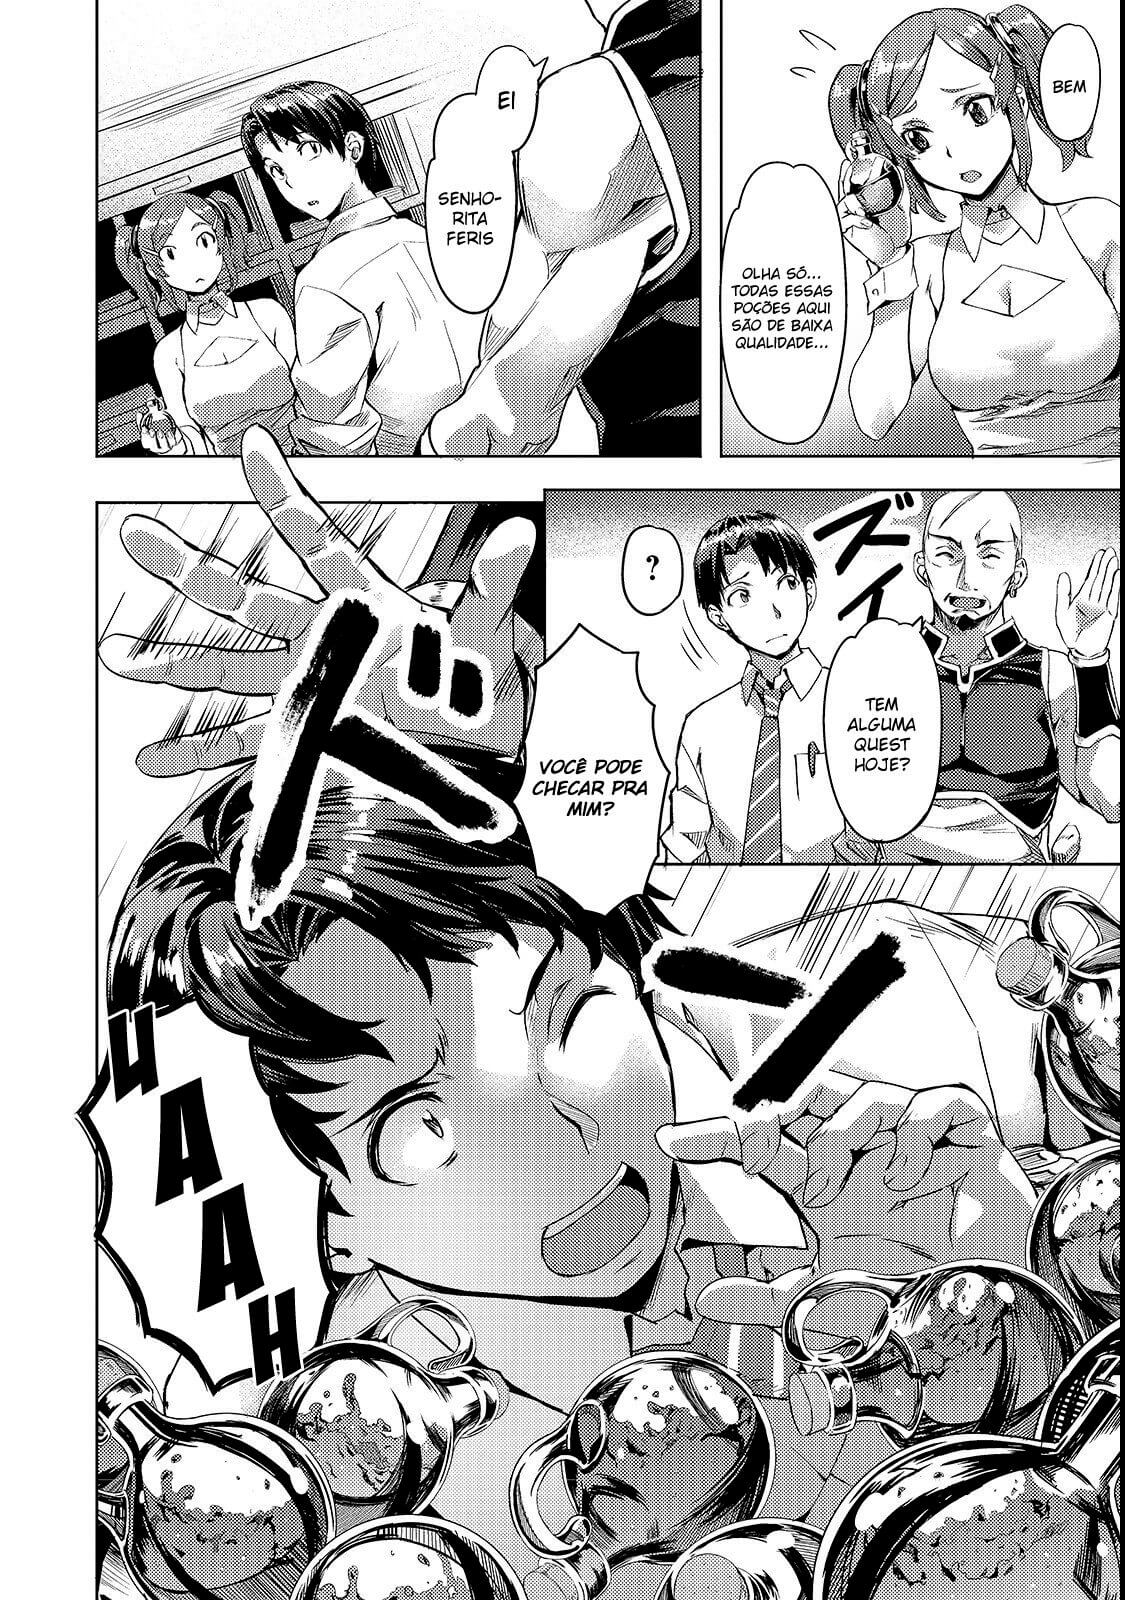 BEM
OLHA SÓ...
TODAS ESSAS
POÇÕES AQUI
SÃO DE BAIXA
QUALIDADE...
EI
SENHO-
RITA
FERIS
ズイ
TEM
ALGUMA
QUEST
HOJE?
?
VOCÊ PODE
CHECAR PRA
MIM?
ドン
UAAH